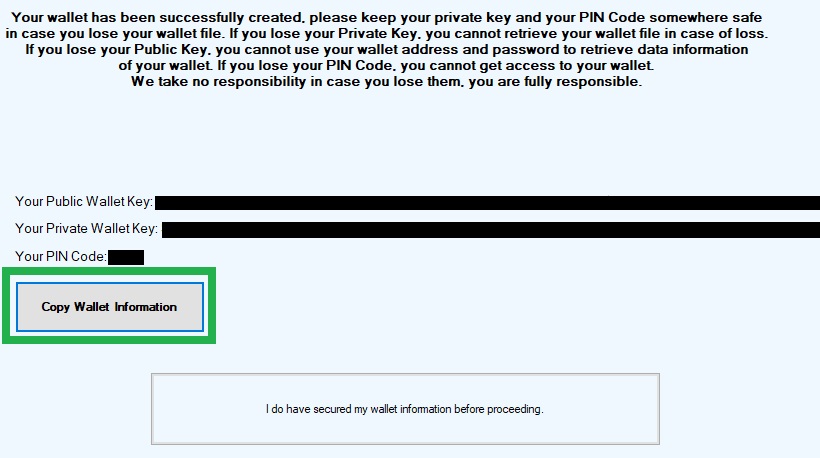 Your wallet has been successfully created, please keep your private key and your PIN Code somewhere safe
in case you lose your wallet file. If you lose your Private Key, you cannot retrieve your wallet file in case of loss.
If you lose your Public Key, you cannot use your wallet address and password to retrieve data information
of your wallet. If you lose your PIN Code, you cannot get access to your wallet.
We take no responsibility in case you lose them, you are fully responsible.
Your Public Wallet Key:
Your Private Wallet Key:
Your PIN Code:
Copy Wallet Information
I do have secured my wallet information before proceeding.